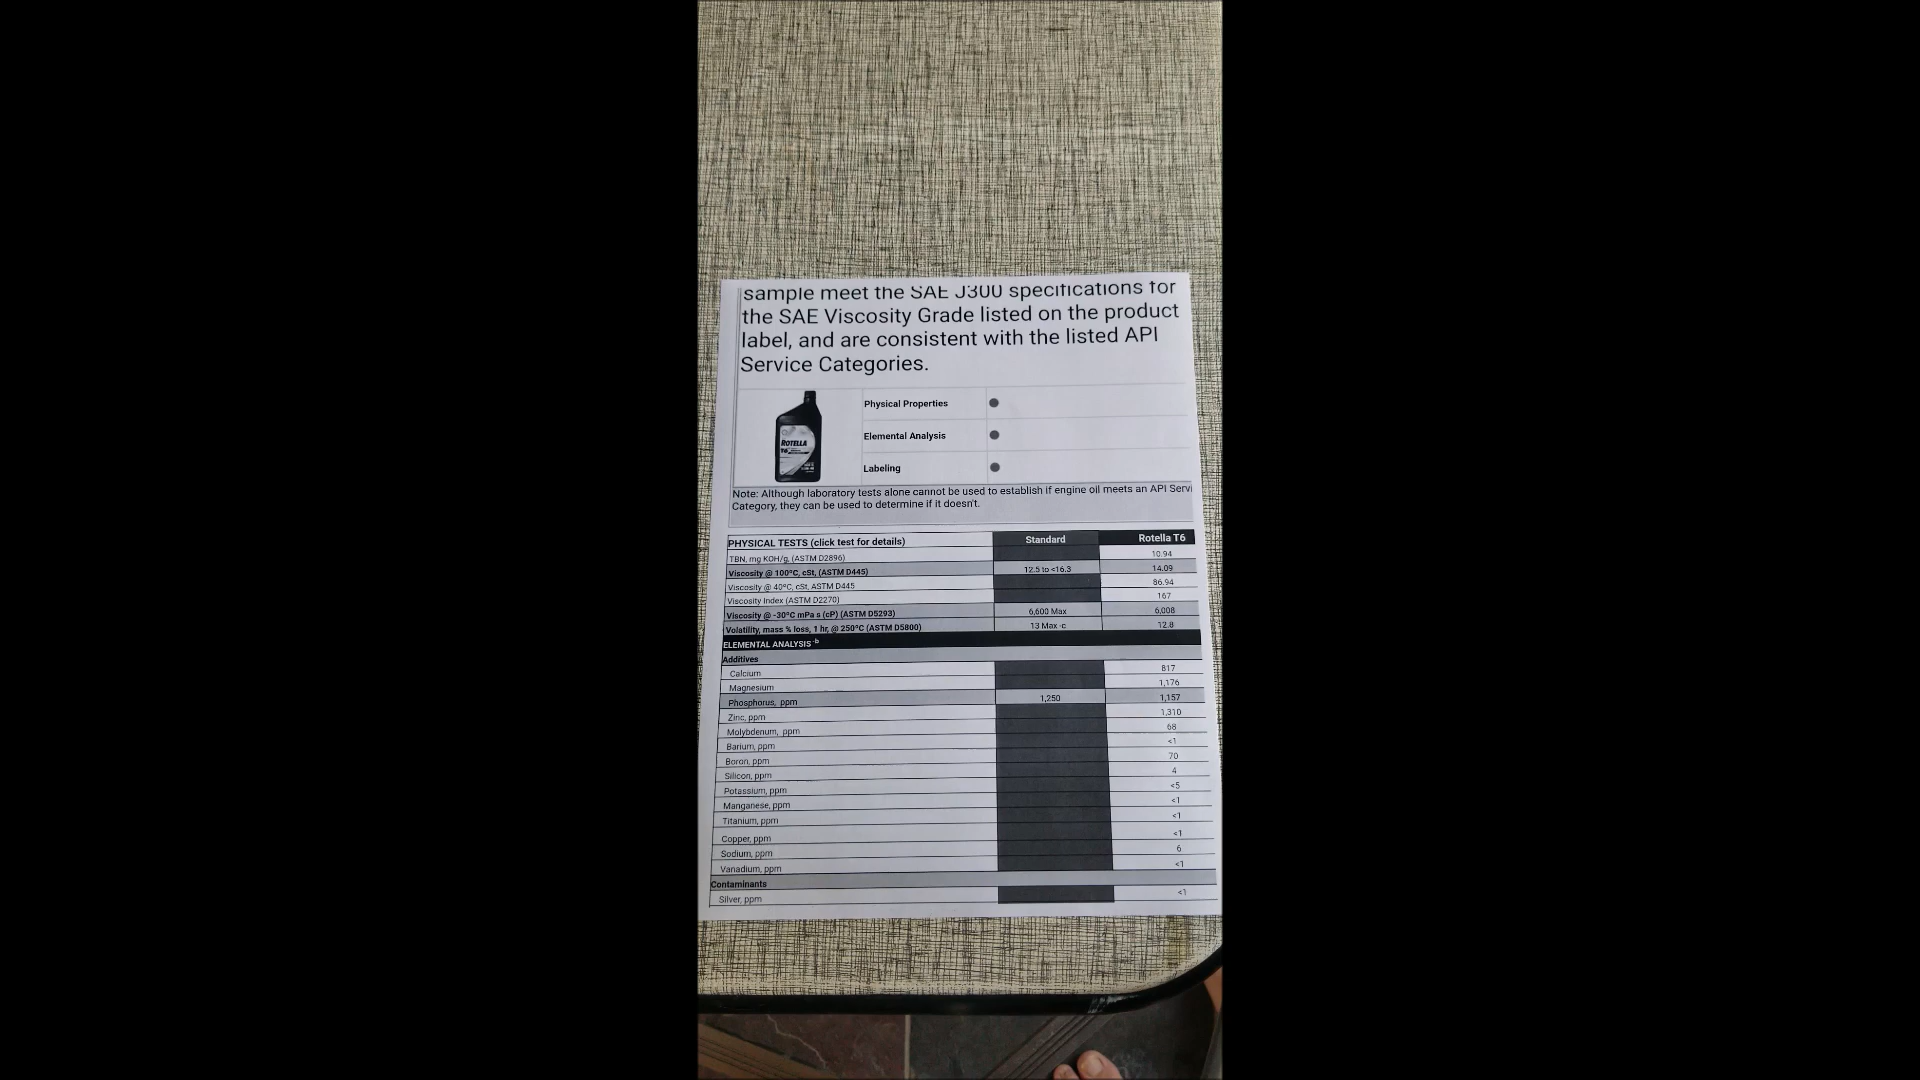 sample meet the SAE J300 specifications for
the SAE Viscosity Grade listed on the product
label, and are consistent with the listed API
Service Categories.
ROTELLA
T6
Physical Properties
Elemental Analysis
Labeling
Note: Although laboratory tests alone cannot be used to establish if engine oil meets an API Servi
Category, they can be used to determine if it doesn't.
PHYSICAL TESTS (click test for details) Standard Rotella T6
TBN, mg KOH/g, (ASTM D2896) 10.94
Viscosity @ 100ºC, cSt, (ASTM D445) 12.5 to <16.3 14.09
Viscosity @ 40ºC, cSt, ASTM D445 86.94
Viscosity Index (ASTM D2270) 167
Viscosity @ -30ºC mPa s (cP) (ASTM D5293) 6,600 Max 6,008
Volatility, mass % loss, 1 hr, @ 250ºC (ASTM D5800) 13 Max -c 12.8
ELEMENTAL ANALYSIS -b
Additives
Calcium 817
Magnesium 1,176
Phosphorus, ppm 1,250 1,157
Zinc, ppm 1,310
Molybdenum, ppm 68
Barium, ppm <1
Boron, ppm 70
Silicon, ppm 4
Potassium, ppm <5
Manganese, ppm <1
Titanium, ppm <1
Copper, ppm <1
Sodium, ppm 6
Vanadium, ppm <1
Contaminants
Silver, ppm <1